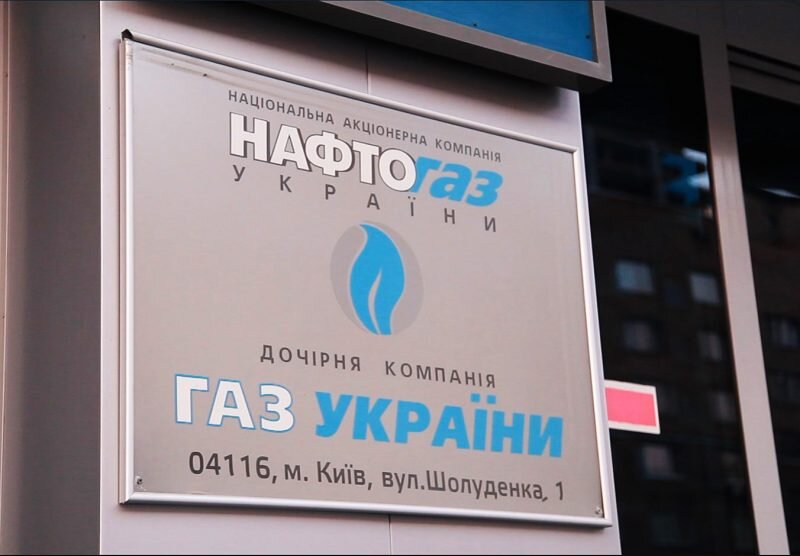 НАЦІОНАЛЬНА АКЦІОНЕРНА КОМПАНІЯ
НАФТОГАЗ
УКРАЇНИ
ДОЧІРНЯ КОМПАНІЯ
ГАЗ УКРАЇНИ
04116, м. Київ, вул.Шолуденка, 1